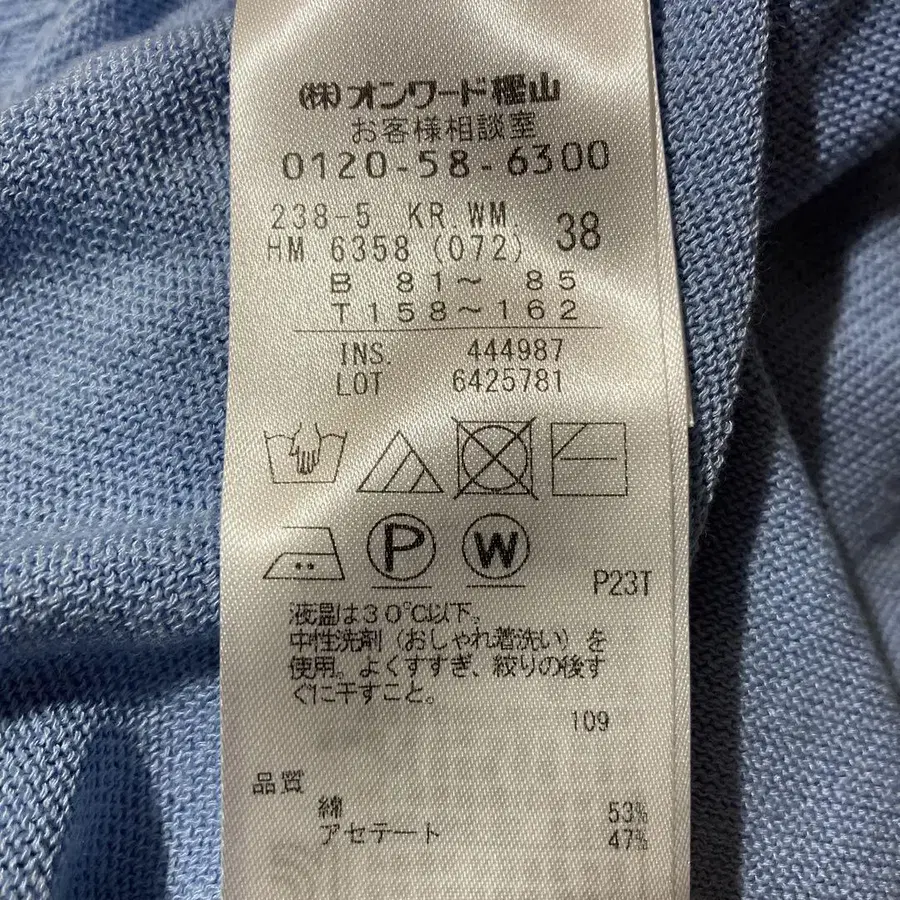 (株)オンワード樫山
お客様相談室
0120-58-6300
238-5 KR WM.
HM 6358 (072) 38
B 81〜 85
T158〜162
INS. 444987
LOT 6425781
P
W
P23T
液温は30℃以下。
中性洗剤（おしゃれ着洗い）を
使用。よくすすぎ、絞りの後す
ぐに干すこと。
109
品質
綿 53%
アセテート 47%